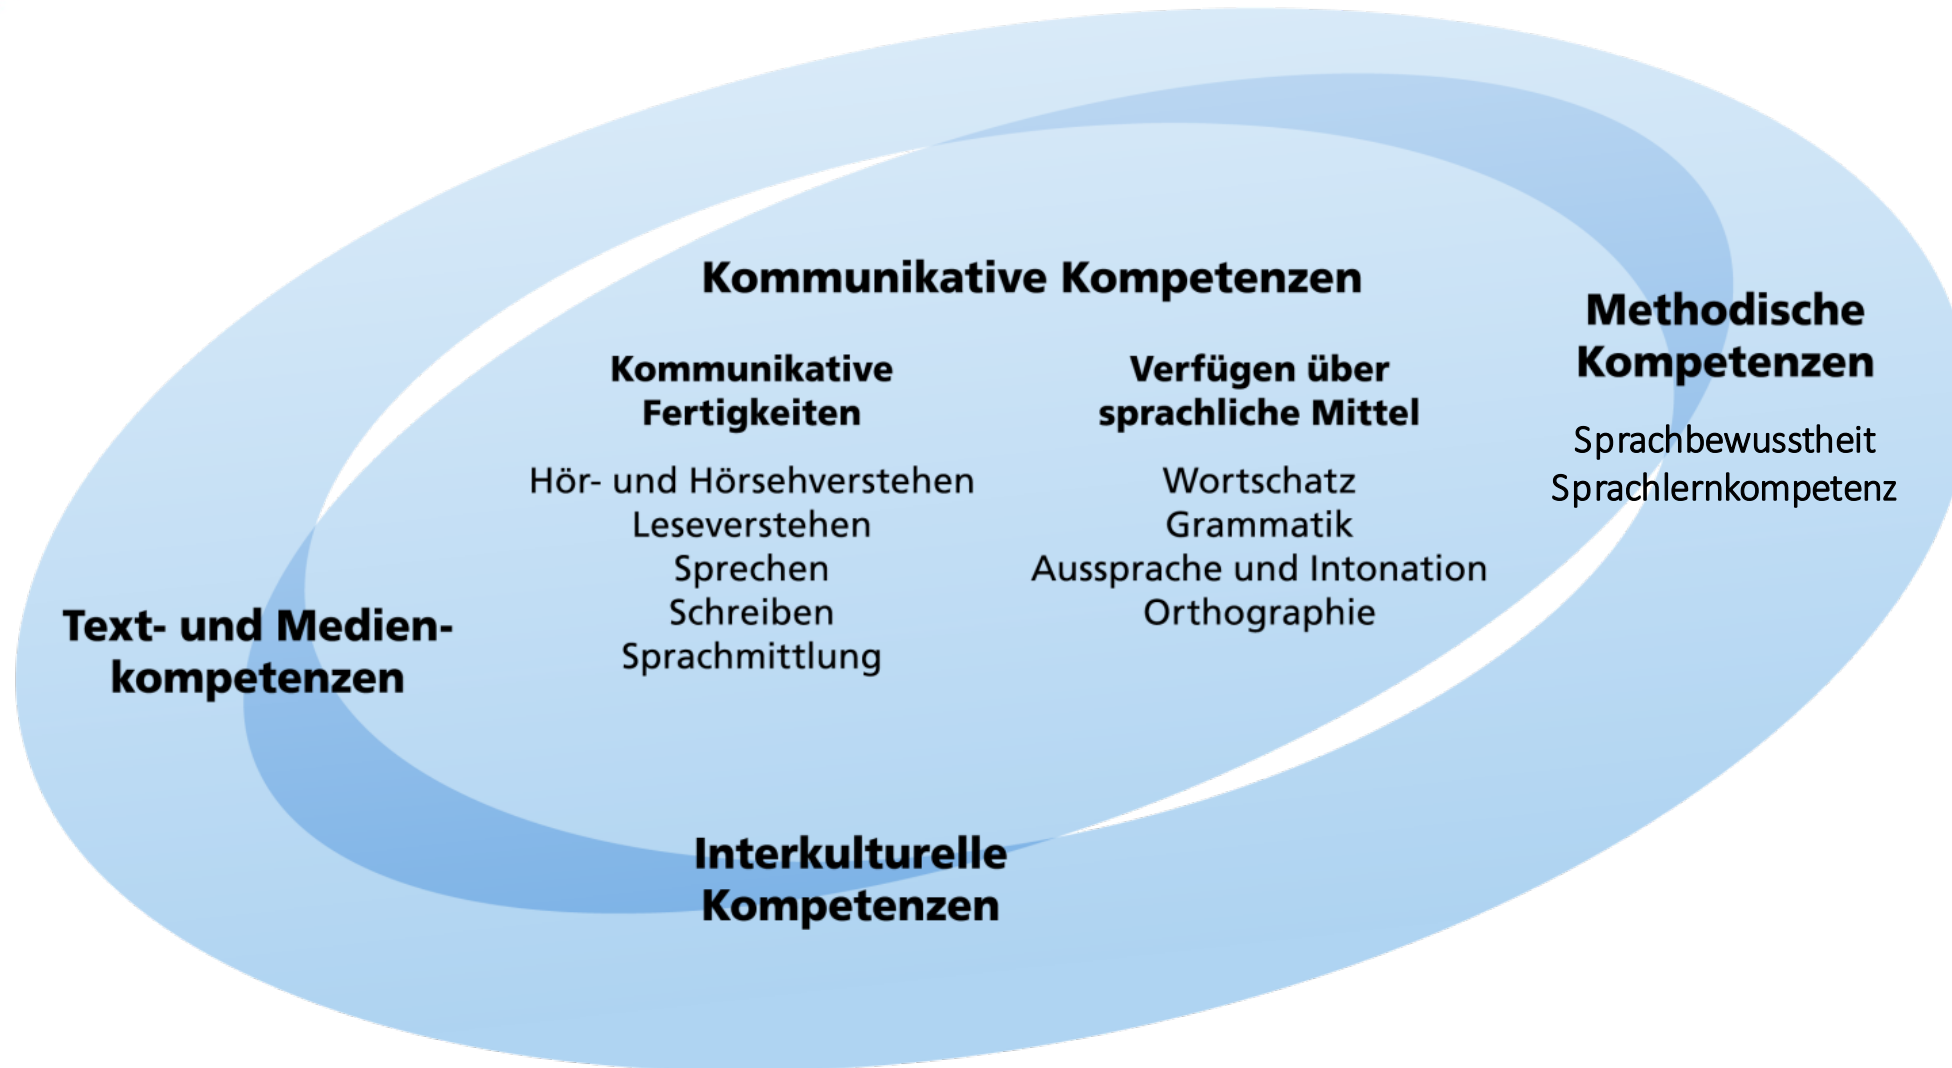 Kommunikative Kompetenzen
Kommunikative
Fertigkeiten
Hör- und Hörsehverstehen
Leseverstehen
Sprechen
Schreiben
Sprachmittlung
Verfügen über
sprachliche Mittel
Wortschatz
Grammatik
Aussprache und Intonation
Orthographie
Methodische
Kompetenzen
Sprachbewusstheit
Sprachlernkompetenz
Text- und Medien-
kompetenzen
Interkulturelle
Kompetenzen